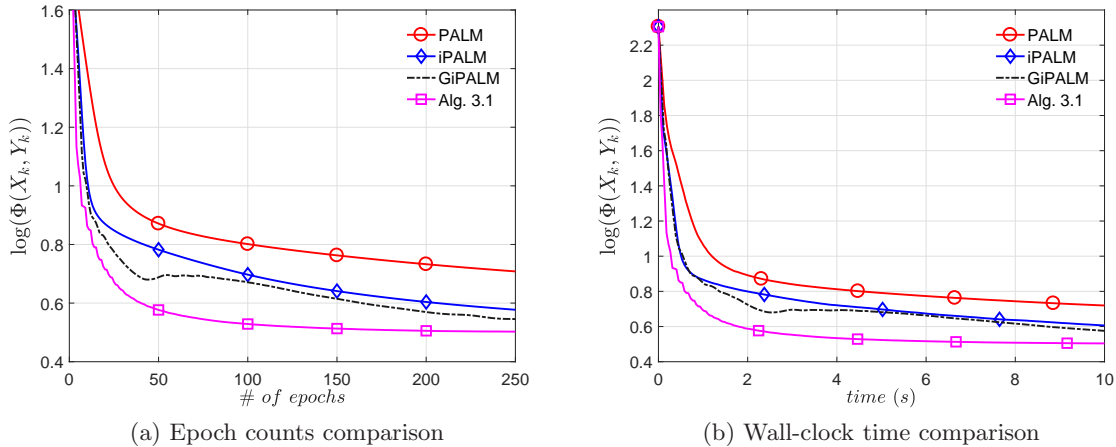 1.6
1.4
1.2
1
0.8
0.6
0.4
0
50
100
150
200
250
log(Φ(X_k, Y_k))
# of epochs
PALM
iPALM
GiPALM
Alg. 3.1
(a) Epoch counts comparison
2.2
2
1.8
1.6
1.4
1.2
1
0.8
0.6
0.4
0
2
4
6
8
10
log(Φ(X_k, Y_k))
time (s)
PALM
iPALM
GiPALM
Alg. 3.1
(b) Wall-clock time comparison